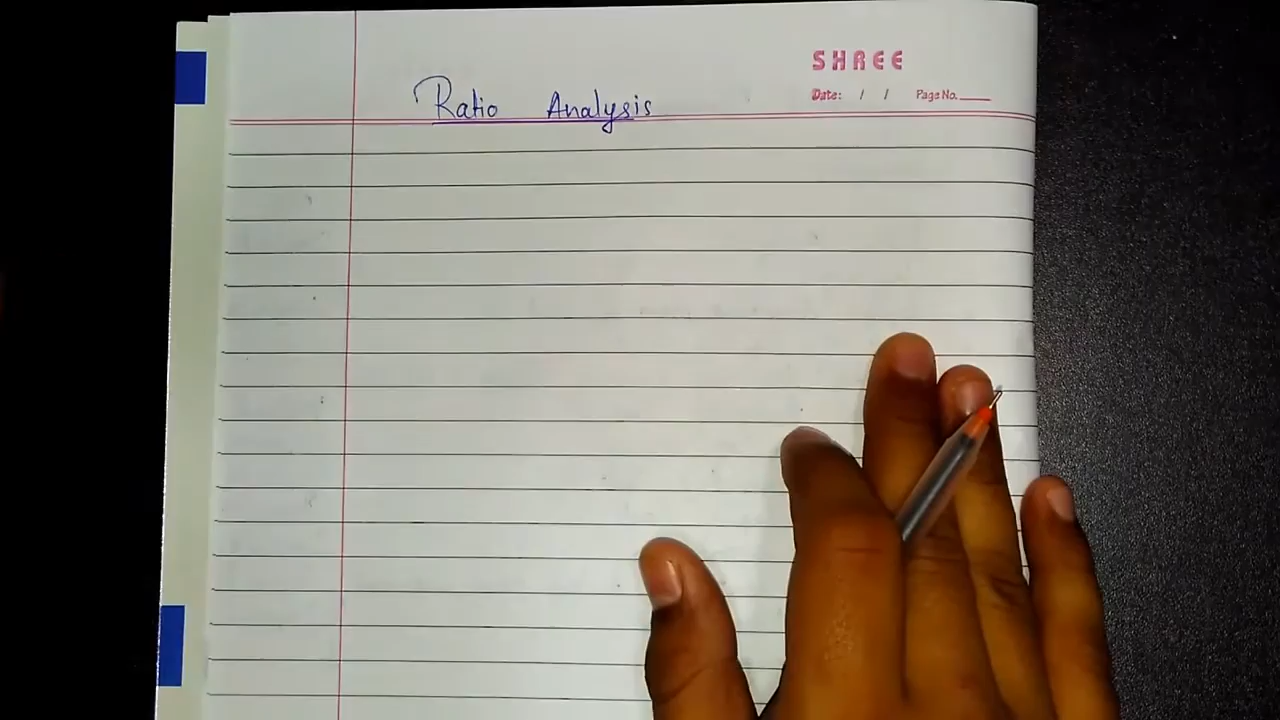 SHREE
Ratio Analysis
Date: / / Page No.